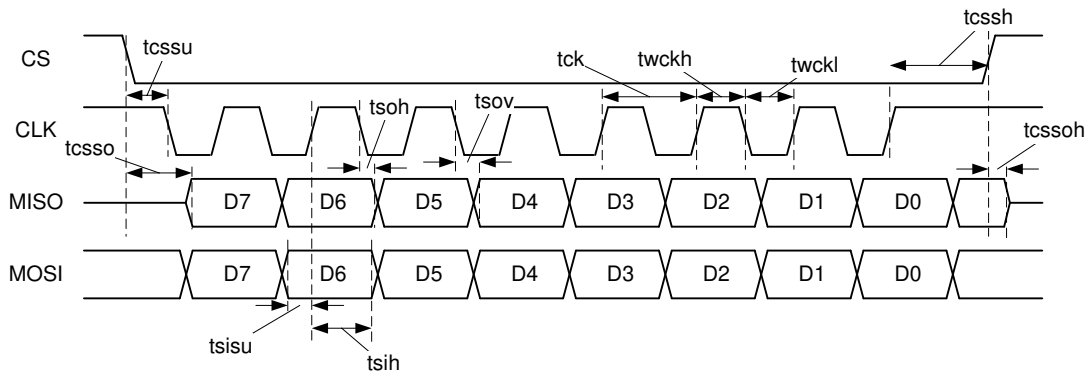 tcssh
tcssu
CS
tck
twckh
twckl
tsoh
tsov
CLK
tcsso
tcssoh
MISO
D7
D6
D5
D4
D3
D2
D1
D0
MOSI
D7
D6
D5
D4
D3
D2
D1
D0
tsisu
tsih